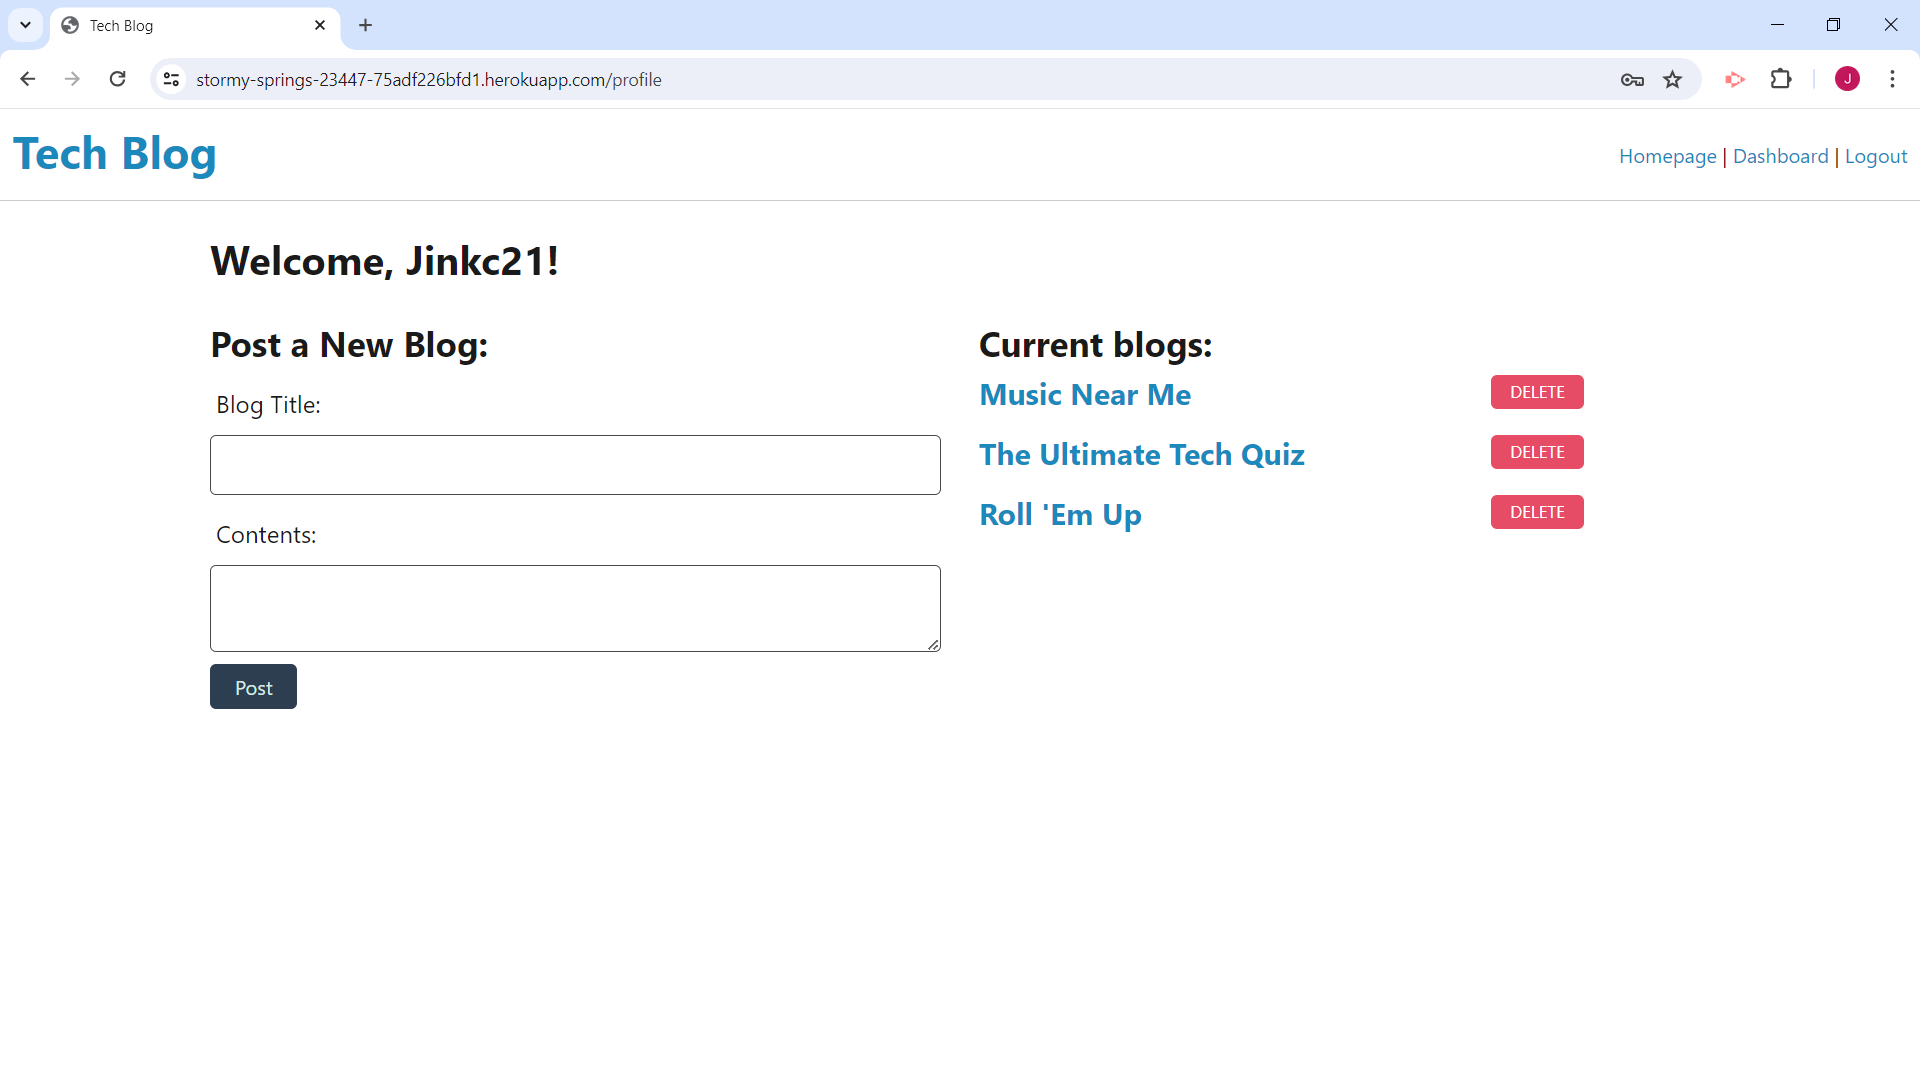 Tech Blog
stormy-springs-23447-75adf226bfd1.herokuapp.com/profile
J
Tech Blog
Homepage | Dashboard | Logout
Welcome, Jinkc21!
Post a New Blog:
Blog Title:
Contents:
Post
Current blogs:
Music Near Me DELETE
The Ultimate Tech Quiz DELETE
Roll 'Em Up DELETE